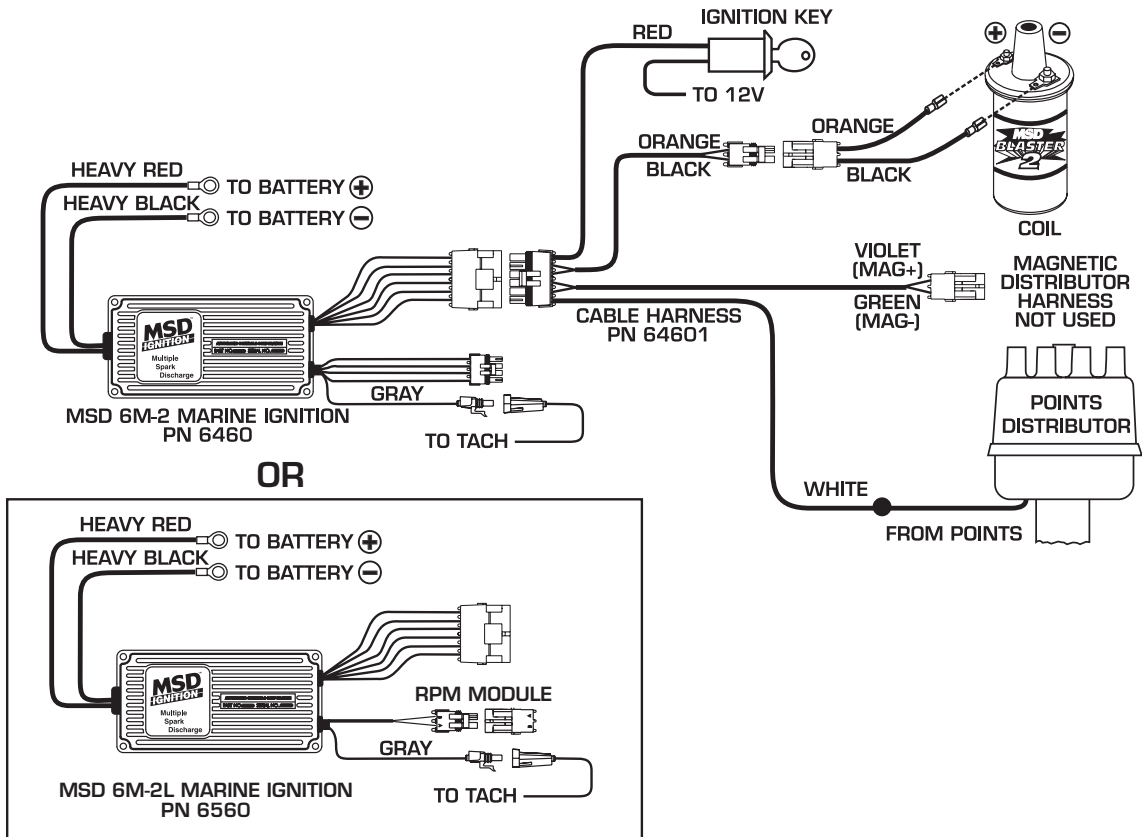 IGNITION KEY
RED
TO 12V
ORANGE
BLACK
ORANGE
BLACK
MSD
BLASTER
2
COIL
HEAVY RED
TO BATTERY +
HEAVY BLACK
TO BATTERY −
VIOLET
(MAG+)
GREEN
(MAG-)
MAGNETIC
DISTRIBUTOR
HARNESS
NOT USED
CABLE HARNESS
PN 64601
MSD
IGNITION
Multiple
Spark
Discharge
GRAY
TO TACH
MSD 6M-2 MARINE IGNITION
PN 6460
POINTS
DISTRIBUTOR
WHITE
FROM POINTS
OR
HEAVY RED
TO BATTERY +
HEAVY BLACK
TO BATTERY −
MSD
IGNITION
Multiple
Spark
Discharge
RPM MODULE
GRAY
TO TACH
MSD 6M-2L MARINE IGNITION
PN 6560